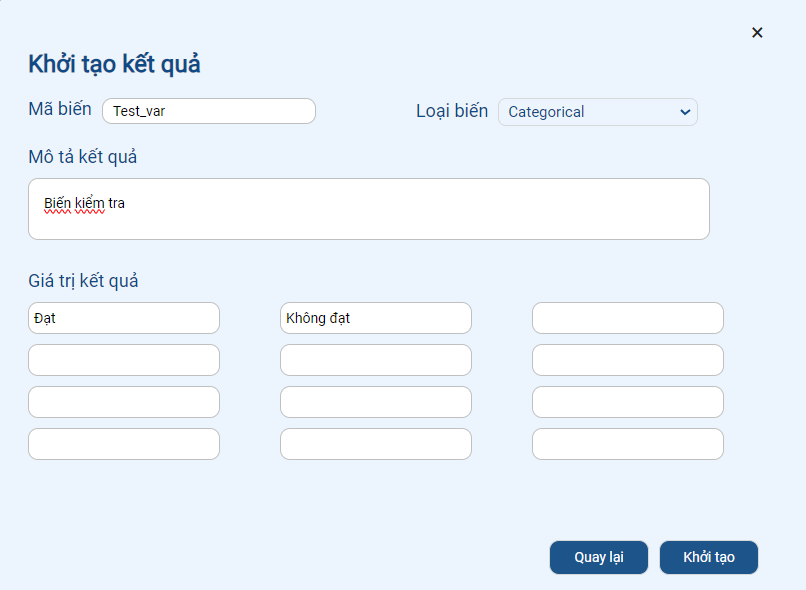 ×
Khởi tạo kết quả
Mã biến Test_var Loại biến Categorical
Mô tả kết quả
Biến kiểm tra
Giá trị kết quả
Đạt Không đạt
Quay lại Khởi tạo